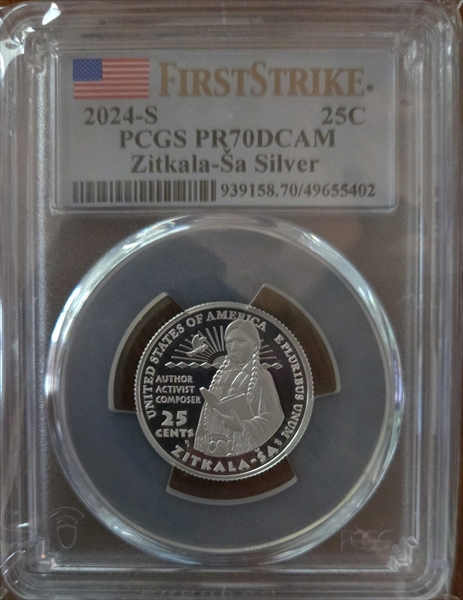 FIRSTSTRIKE®
2024-S 25C
PCGS PR70DCAM
Zitkala-Ša Silver
939158.70/49655402
UNITED STATES OF AMERICA
E PLURIBUS UNUM
AUTHOR
ACTIVIST
COMPOSER
25
CENTS
ZITKALA-ŠA
PCGS